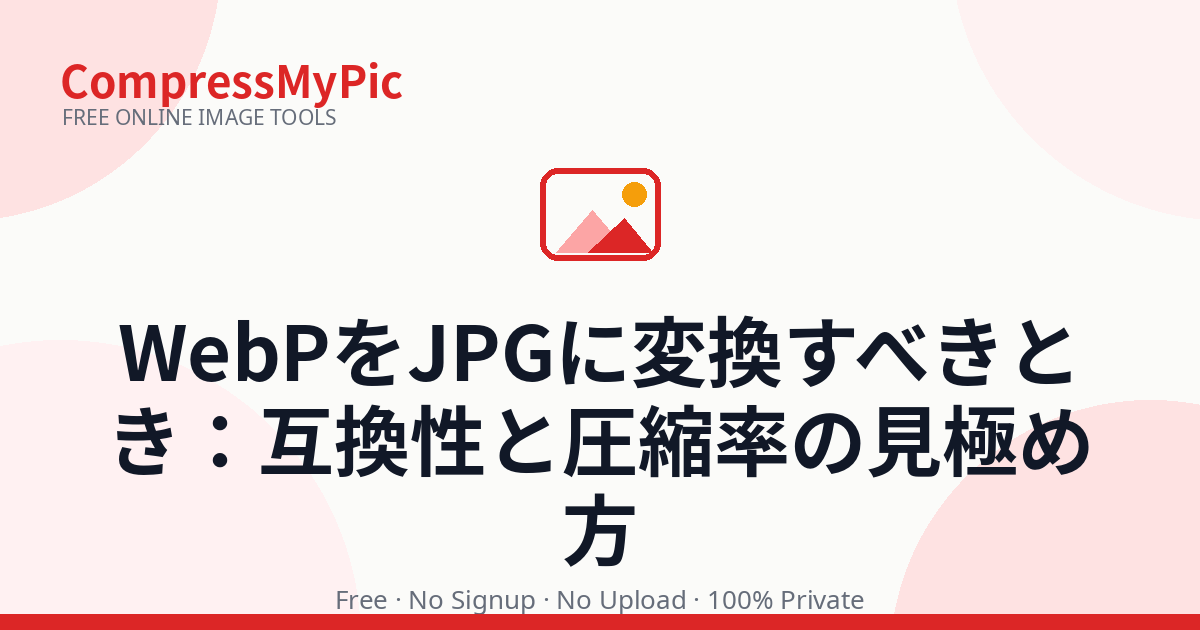 CompressMyPic
FREE ONLINE IMAGE TOOLS
WebPをJPGに変換すべきと
き：互換性と圧縮率の見極め
方
Free · No Signup · No Upload · 100% Private